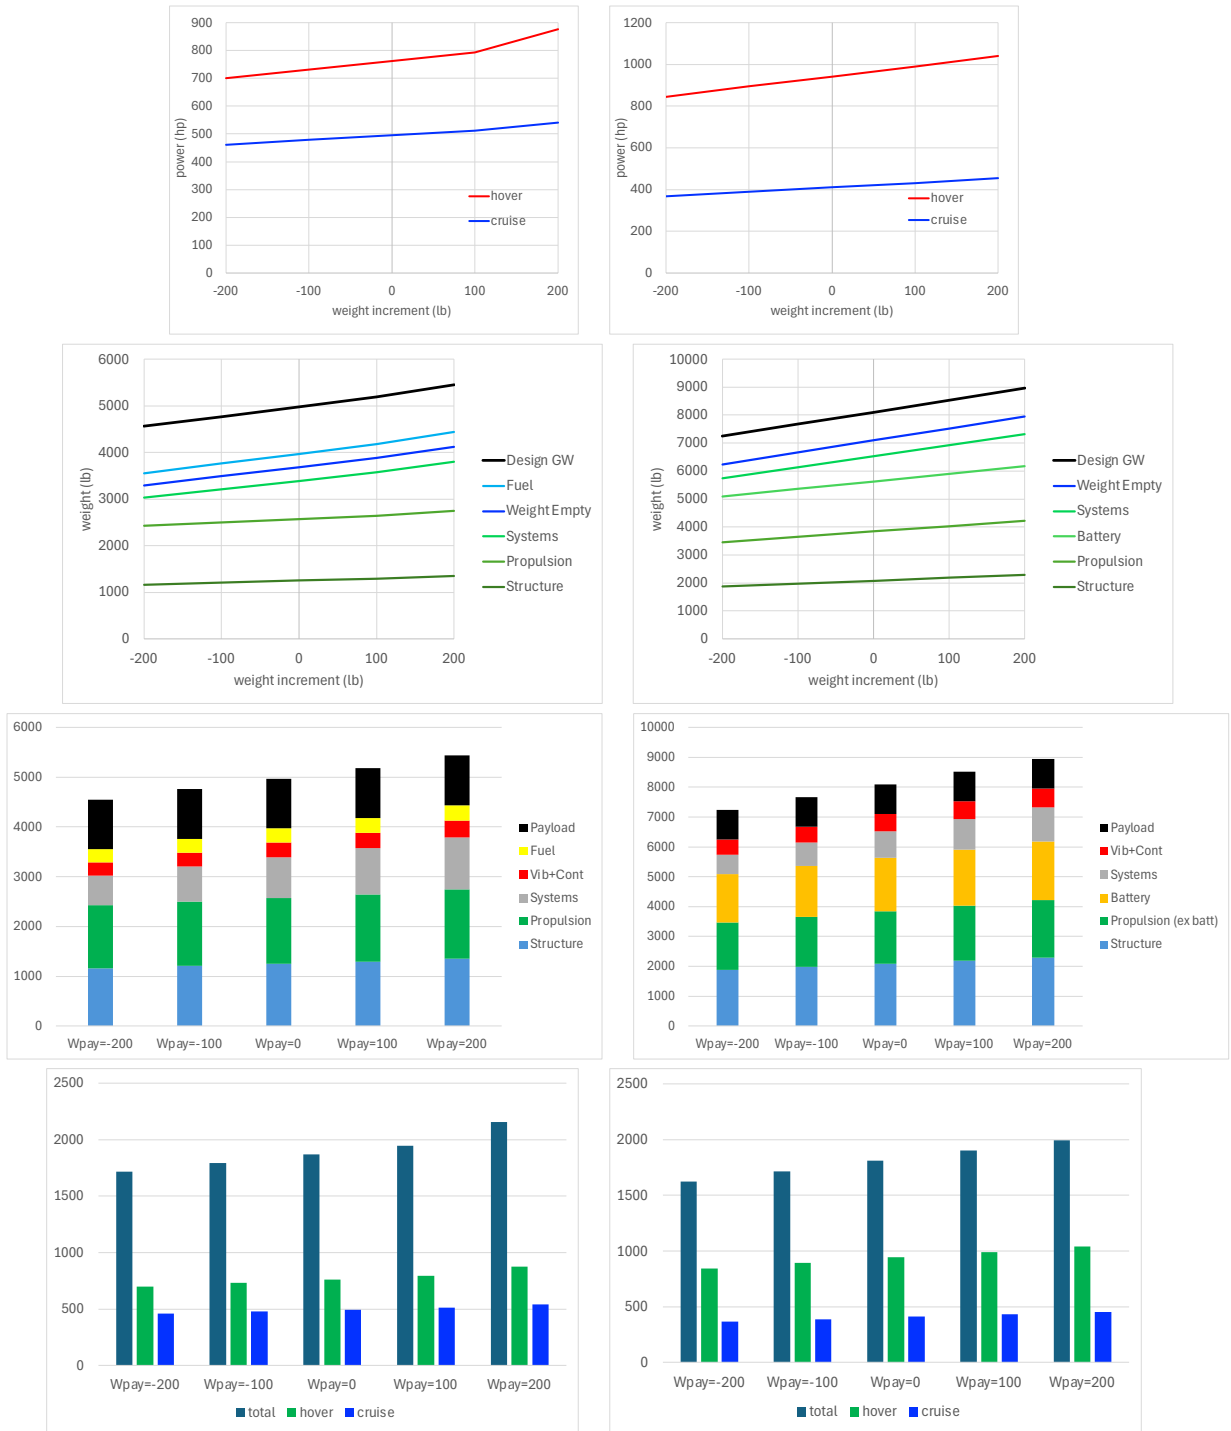 900
800
700
600
500
400
300
200
100
0
power (hp)
hover
cruise
-200 -100 0 100 200
weight increment (lb)
1200
1000
800
600
400
200
0
power (hp)
hover
cruise
-200 -100 0 100 200
weight increment (lb)
6000
5000
4000
3000
2000
1000
0
weight (lb)
Design GW
Fuel
Weight Empty
Systems
Propulsion
Structure
-200 -100 0 100 200
weight increment (lb)
10000
9000
8000
7000
6000
5000
4000
3000
2000
1000
0
weight (lb)
Design GW
Weight Empty
Systems
Battery
Propulsion
Structure
-200 -100 0 100 200
weight increment (lb)
6000
5000
4000
3000
2000
1000
0
Payload
Fuel
Vib+Cont
Systems
Propulsion
Structure
Wpay=-200 Wpay=-100 Wpay=0 Wpay=100 Wpay=200
10000
9000
8000
7000
6000
5000
4000
3000
2000
1000
0
Payload
Vib+Cont
Systems
Battery
Propulsion (ex batt)
Structure
Wpay=-200 Wpay=-100 Wpay=0 Wpay=100 Wpay=200
2500
2000
1500
1000
500
0
Wpay=-200 Wpay=-100 Wpay=0 Wpay=100 Wpay=200
total hover cruise
2500
2000
1500
1000
500
0
Wpay=-200 Wpay=-100 Wpay=0 Wpay=100 Wpay=200
total hover cruise